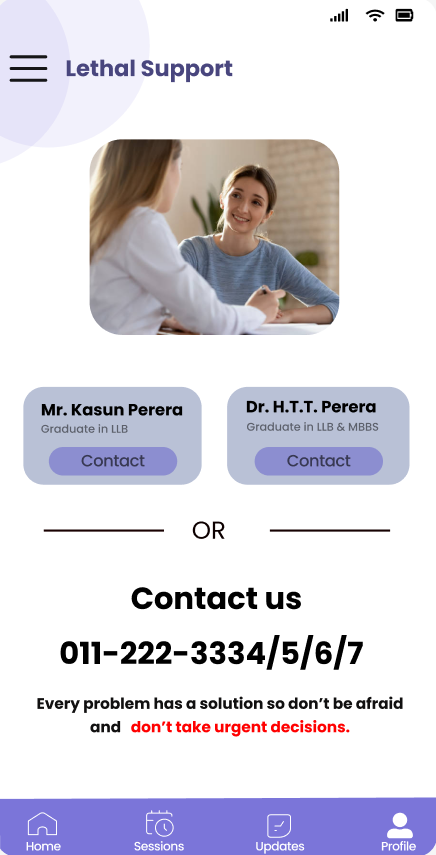 Lethal Support
Mr. Kasun Perera
Graduate in LLB
Contact
Dr. H.T.T. Perera
Graduate in LLB & MBBS
Contact
OR
Contact us
011-222-3334/5/6/7
Every problem has a solution so don't be afraid
and don't take urgent decisions.
Home
Sessions
Updates
Profile